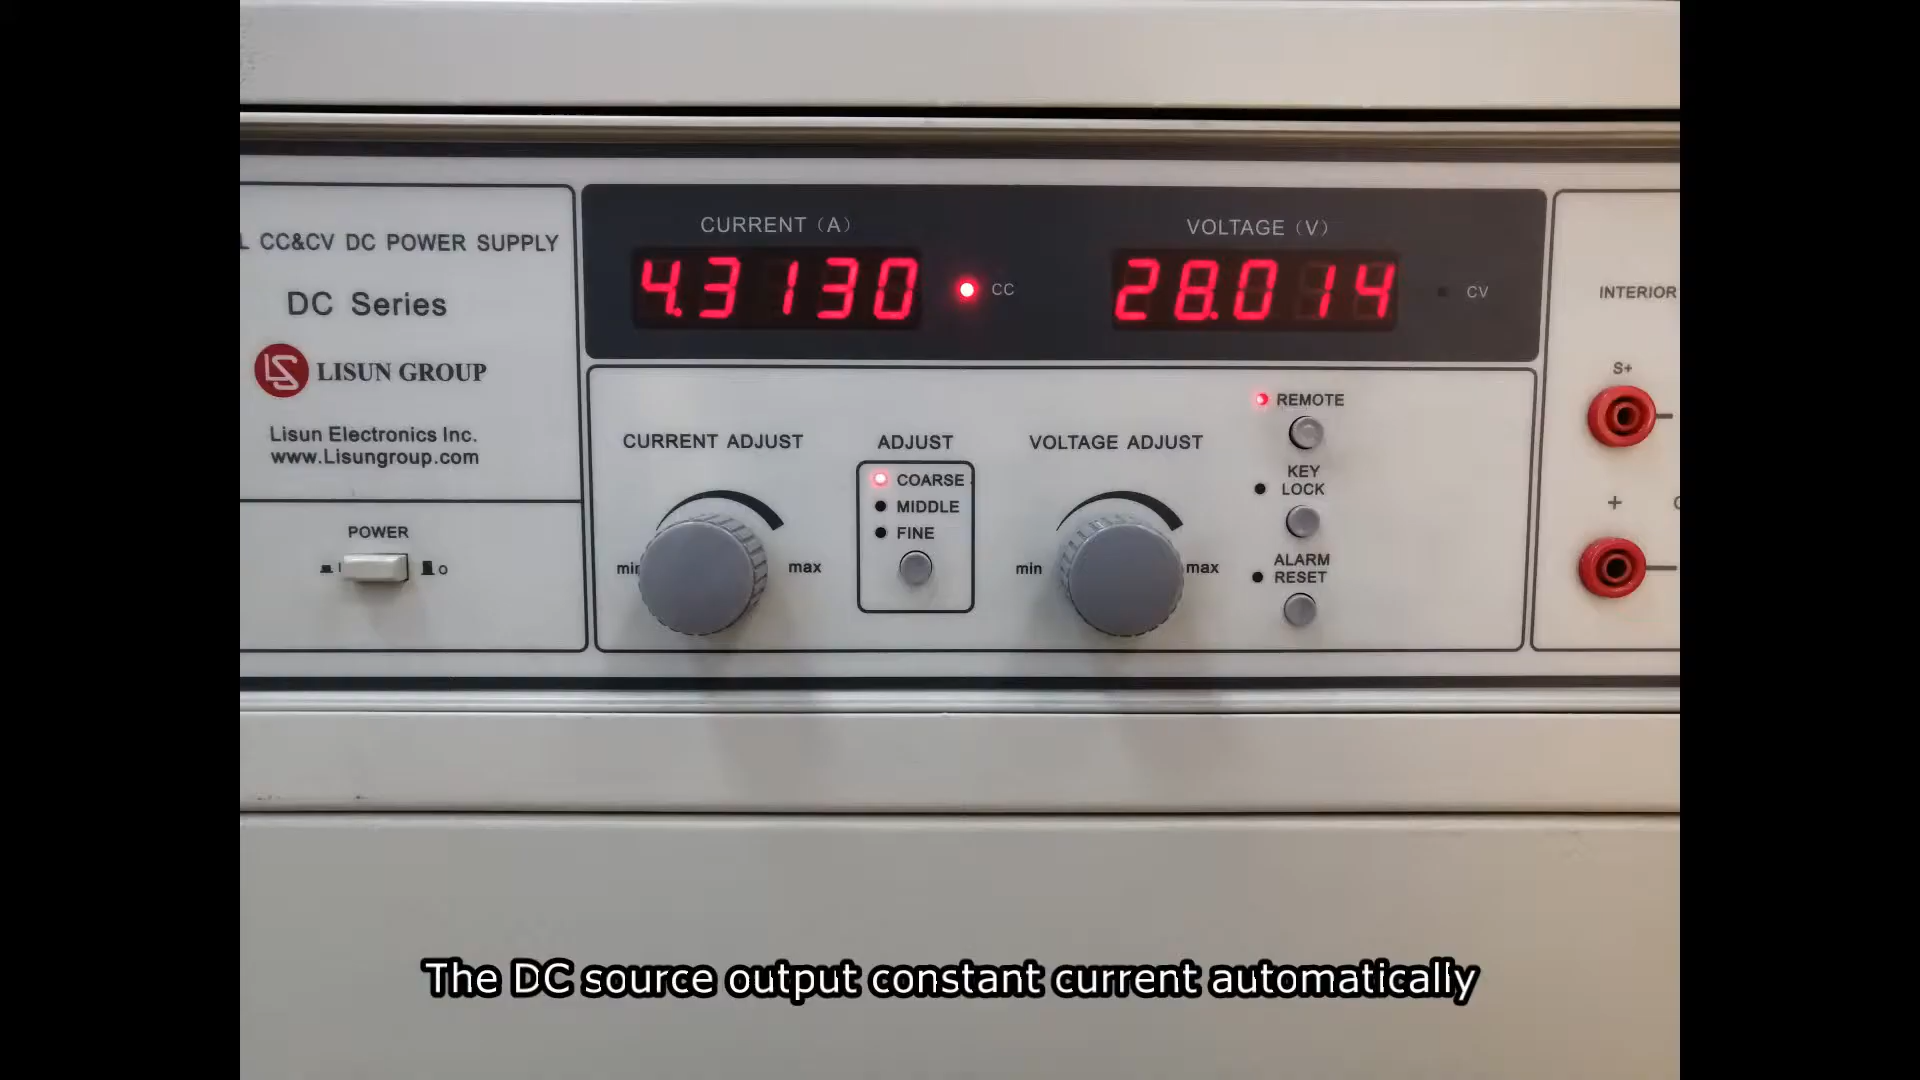 L CC&CV DC POWER SUPPLY
DC Series
LS LISUN GROUP
Lisun Electronics Inc.
www.Lisungroup.com
POWER
I
O
CURRENT (A)
4.3130
CC
VOLTAGE (V)
28.014
CV
CURRENT ADJUST
min
max
ADJUST
COARSE
MIDDLE
FINE
VOLTAGE ADJUST
min
max
REMOTE
KEY
LOCK
ALARM
RESET
INTERIOR
S+
+
The DC source output constant current automatically